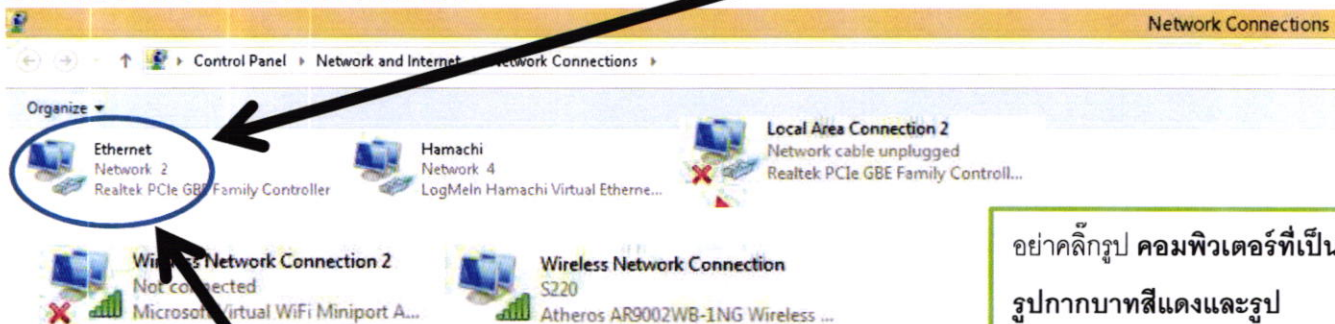 Network Connections
Control Panel ▸ Network and Internet Network Connections ▸
Organize ▾
Ethernet
Network 2
Realtek PCIe GBE Family Controller
Hamachi
Network 4
LogMeIn Hamachi Virtual Etherne...
Local Area Connection 2
Network cable unplugged
Realtek PCIe GBE Family Controll...
Wireless Network Connection 2
Not connected
Microsoft Virtual WiFi Miniport A...
Wireless Network Connection
S220
Atheros AR9002WB-1NG Wireless ...
อย่าคลิ๊กรูป คอมพิวเตอร์ที่เป็น
รูปกากบาทสีแดงและรูป